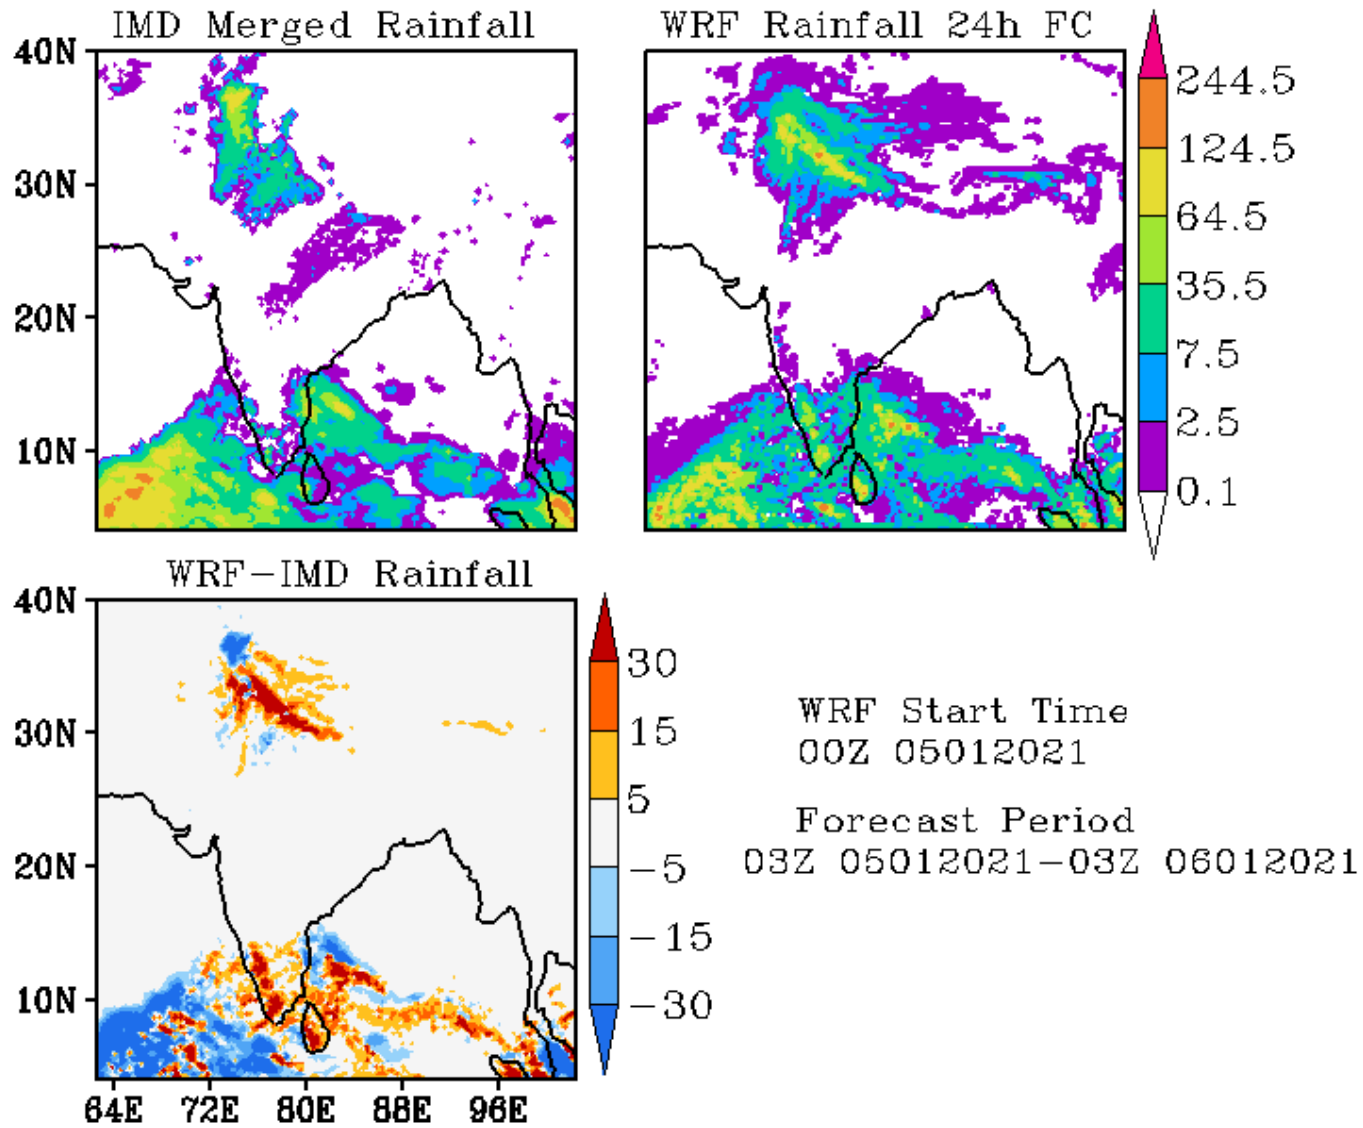 IMD Merged Rainfall
WRF Rainfall 24h FC
40N
30N
20N
10N
244.5
124.5
64.5
35.5
7.5
2.5
0.1
WRF-IMD Rainfall
40N
30N
20N
10N
64E 72E 80E 88E 96E
30
15
5
-5
-15
-30
WRF Start Time
00Z 05012021
Forecast Period
03Z 05012021-03Z 06012021